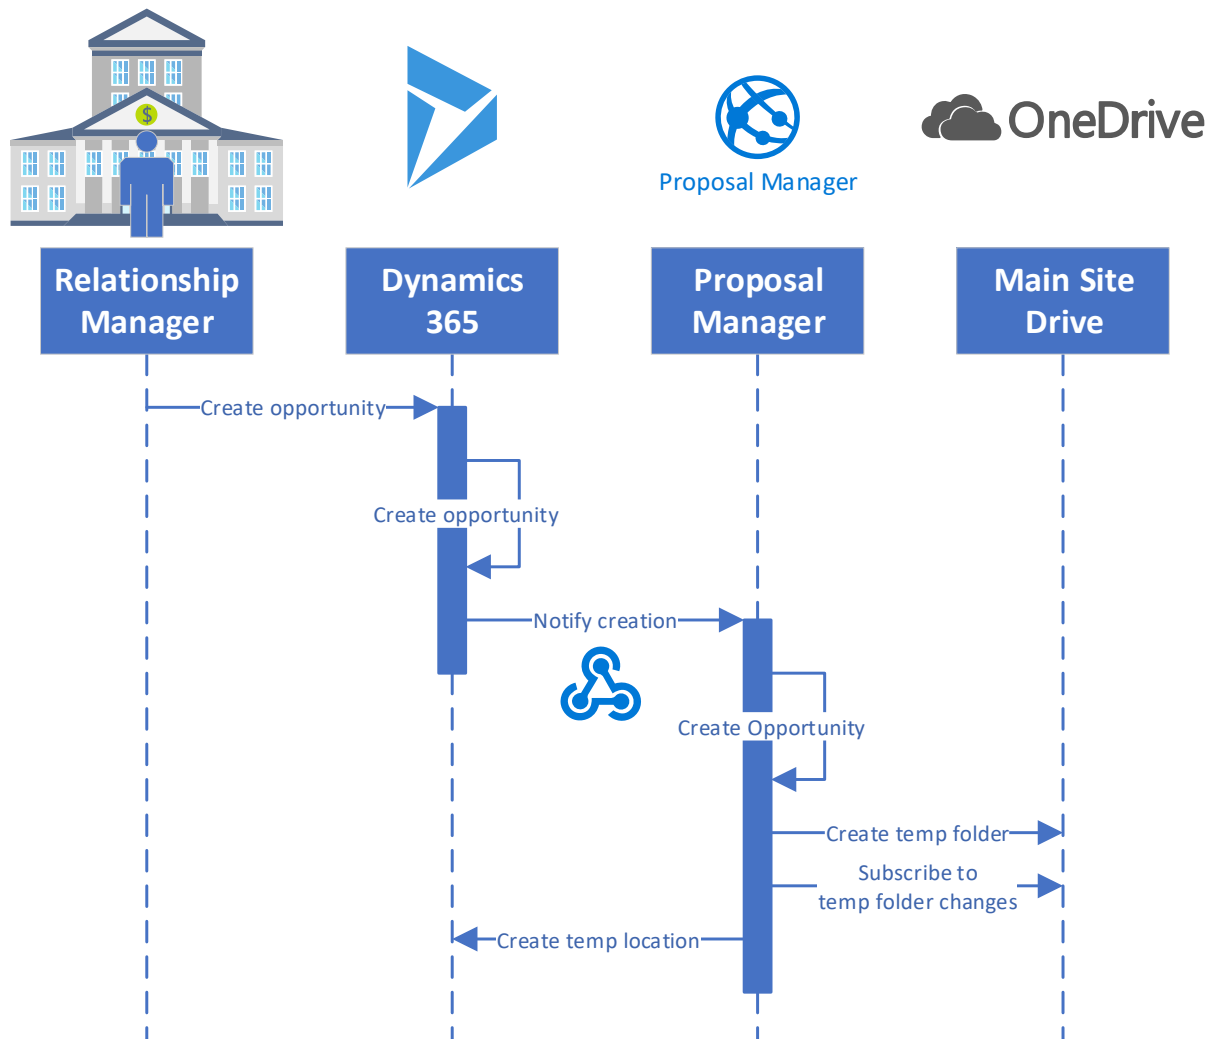 $
OneDrive
Proposal Manager
Relationship
Manager
Dynamics
365
Proposal
Manager
Main Site
Drive
Create opportunity
Create opportunity
Notify creation
Create Opportunity
Create temp folder
Subscribe to
temp folder changes
Create temp location